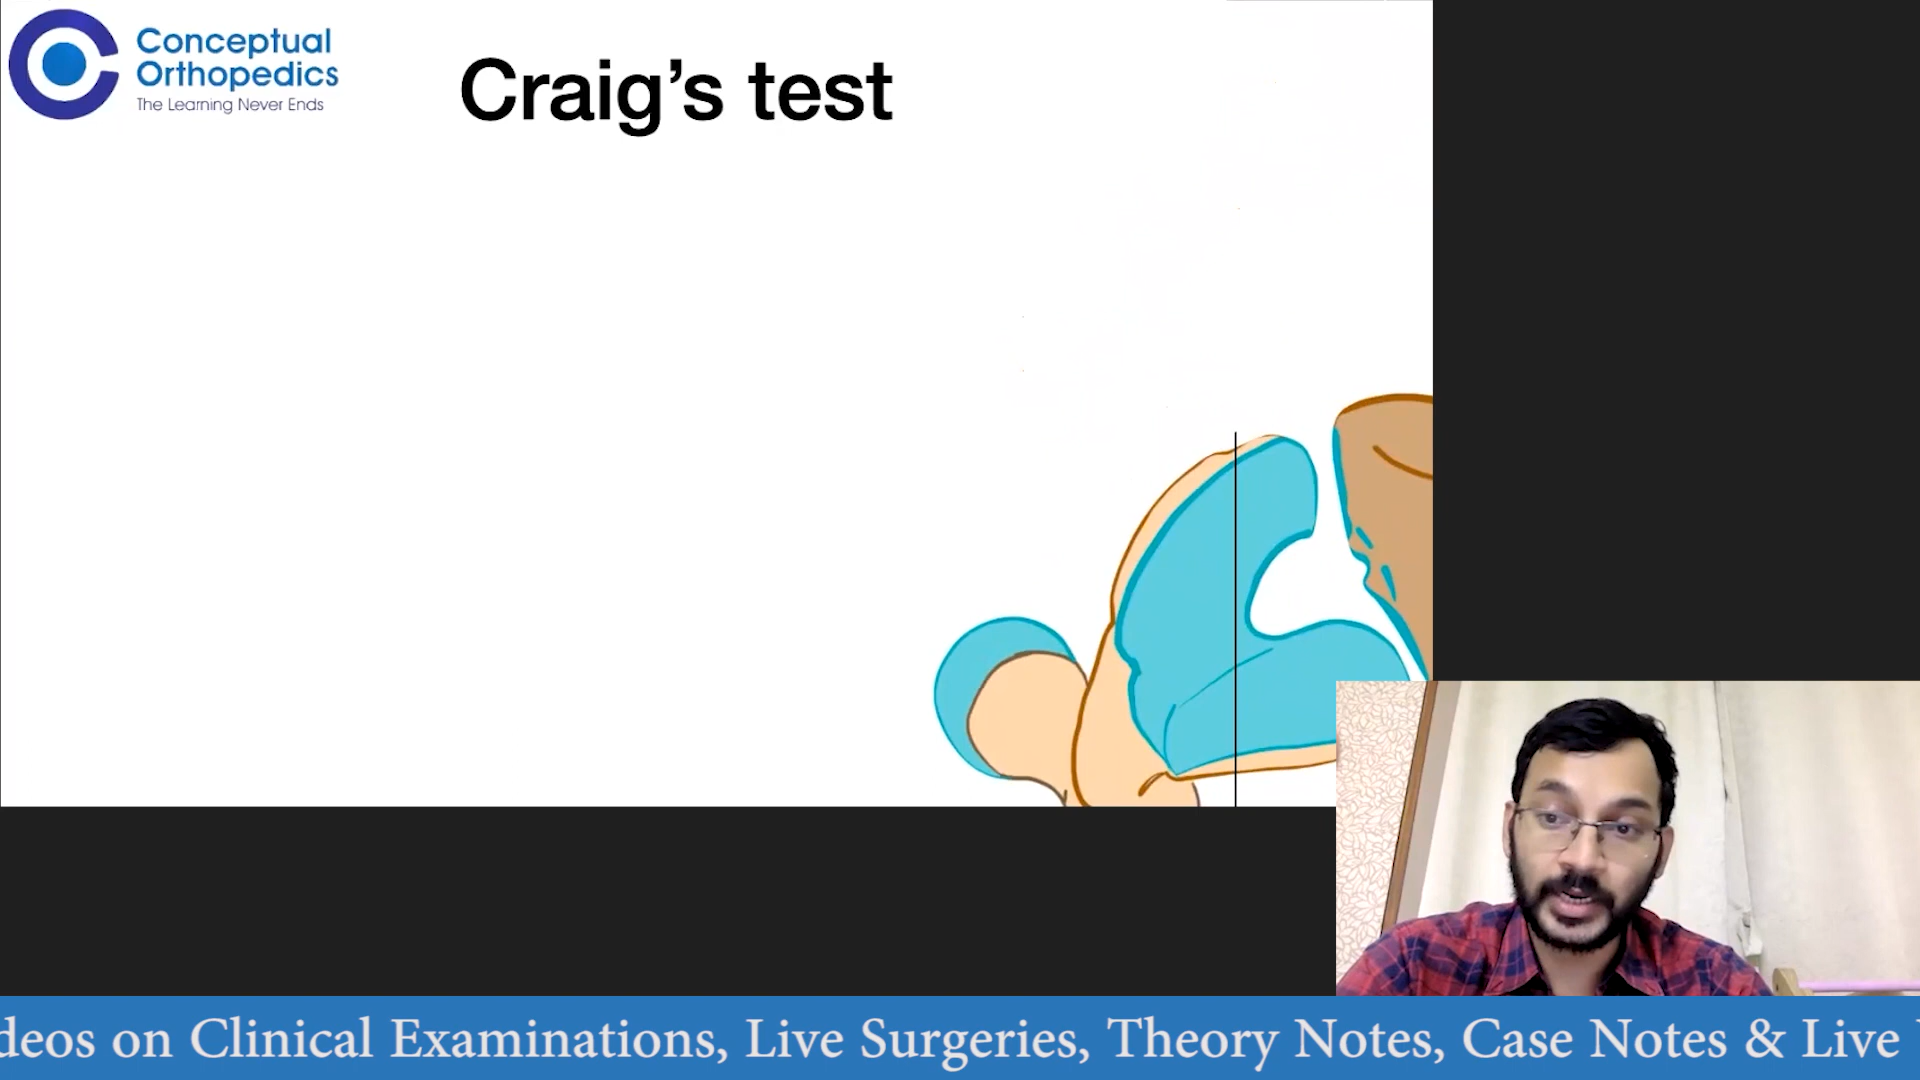 Conceptual
Orthopedics
The Learning Never Ends
Craig’s test
deos on Clinical Examinations, Live Surgeries, Theory Notes, Case Notes & Live